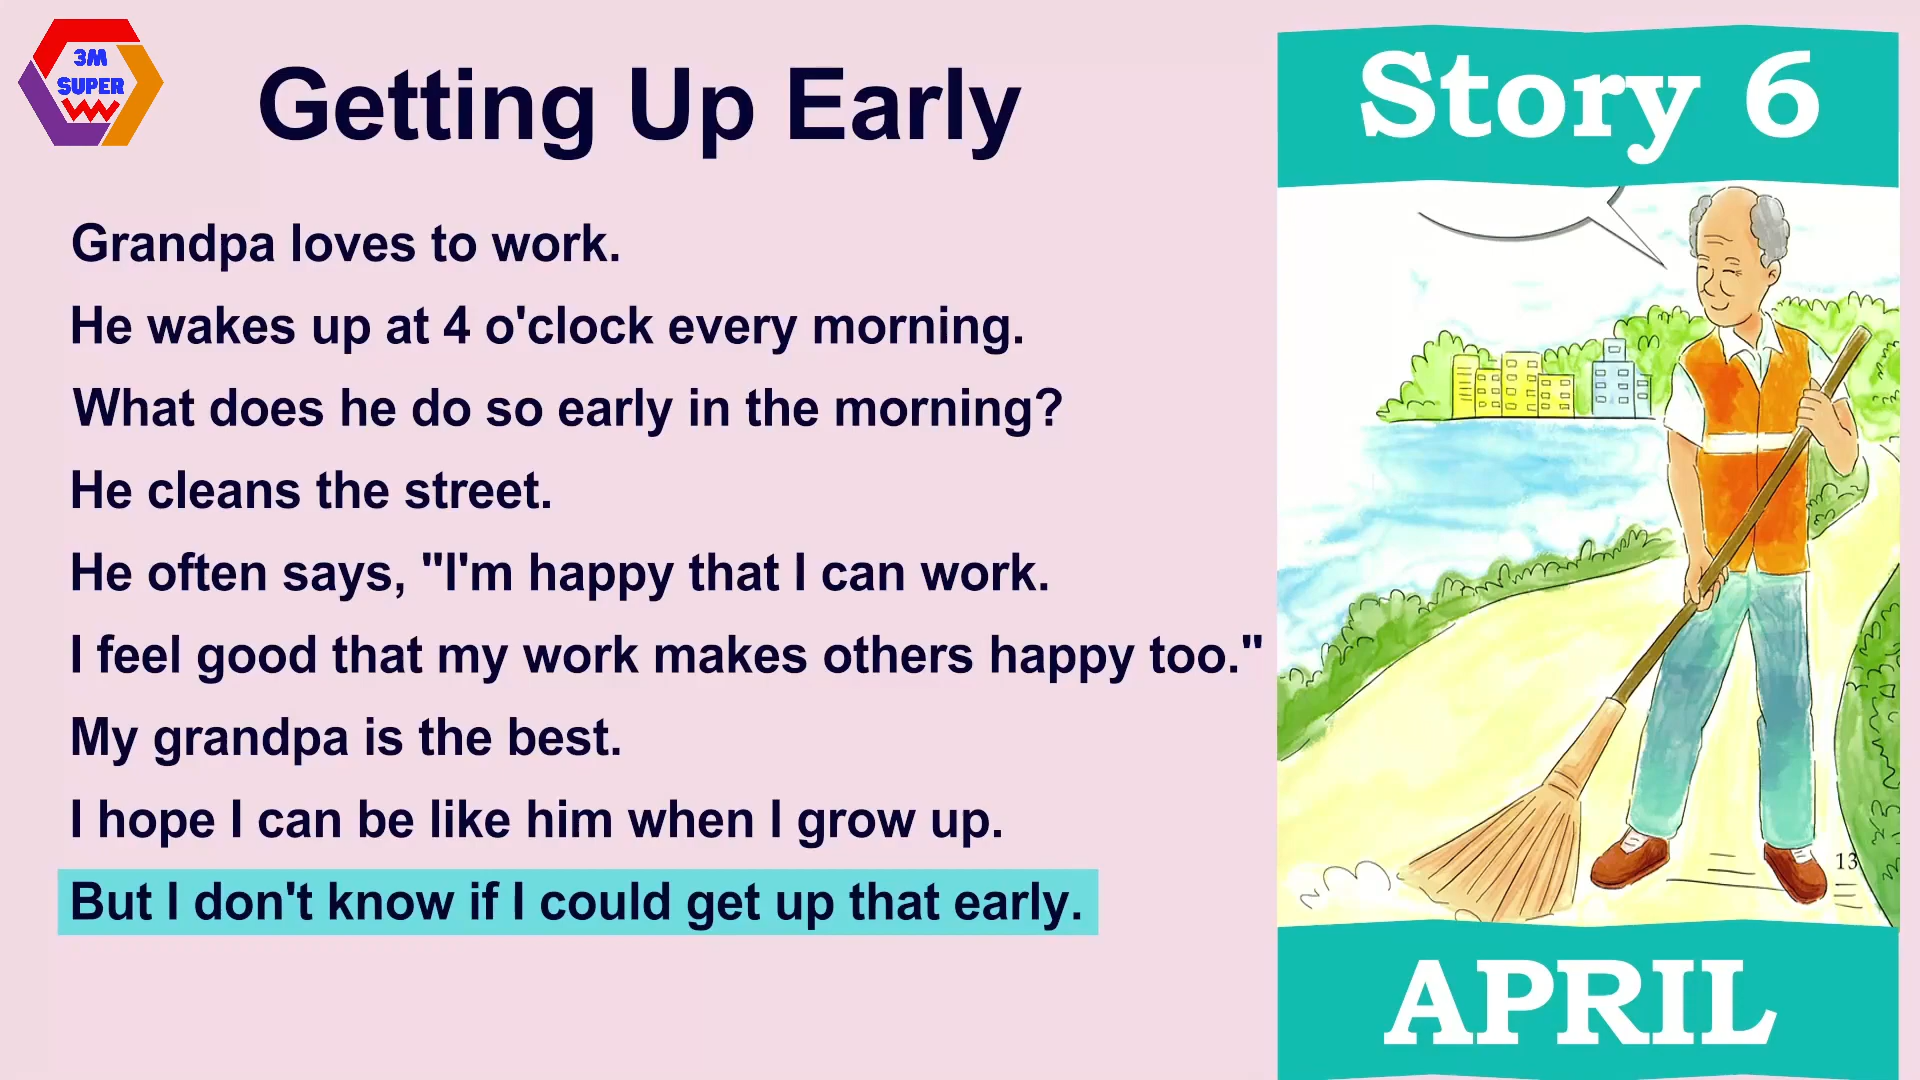 3M
SUPER
Getting Up Early
Grandpa loves to work.
He wakes up at 4 o'clock every morning.
What does he do so early in the morning?
He cleans the street.
He often says, "I'm happy that I can work.
I feel good that my work makes others happy too."
My grandpa is the best.
I hope I can be like him when I grow up.
But I don't know if I could get up that early.
Story 6
13
APRIL